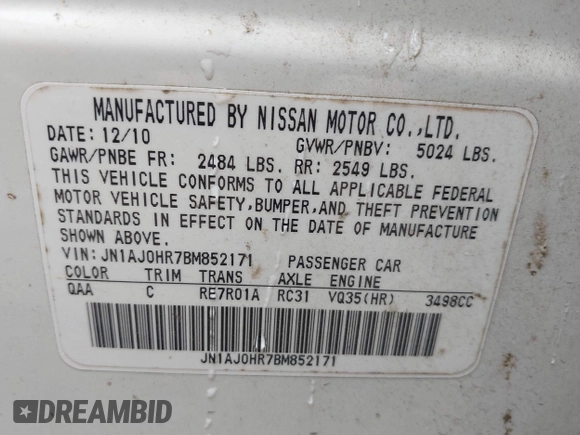 MANUFACTURED BY NISSAN MOTOR CO.,LTD.
DATE: 12/10 GVWR/PNBV: 5024 LBS.
GAWR/PNBE FR: 2484 LBS. RR: 2549 LBS.
THIS VEHICLE CONFORMS TO ALL APPLICABLE FEDERAL
MOTOR VEHICLE SAFETY,BUMPER,AND THEFT PREVENTION
STANDARDS IN EFFECT ON THE DATE OF MANUFACTURE
SHOWN ABOVE.
VIN: JN1AJ0HR7BM852171 PASSENGER CAR
COLOR TRIM TRANS AXLE ENGINE
QAA C RE7R01A RC31 VQ35(HR) 3498CC
JN1AJ0HR7BM852171
DREAMBID